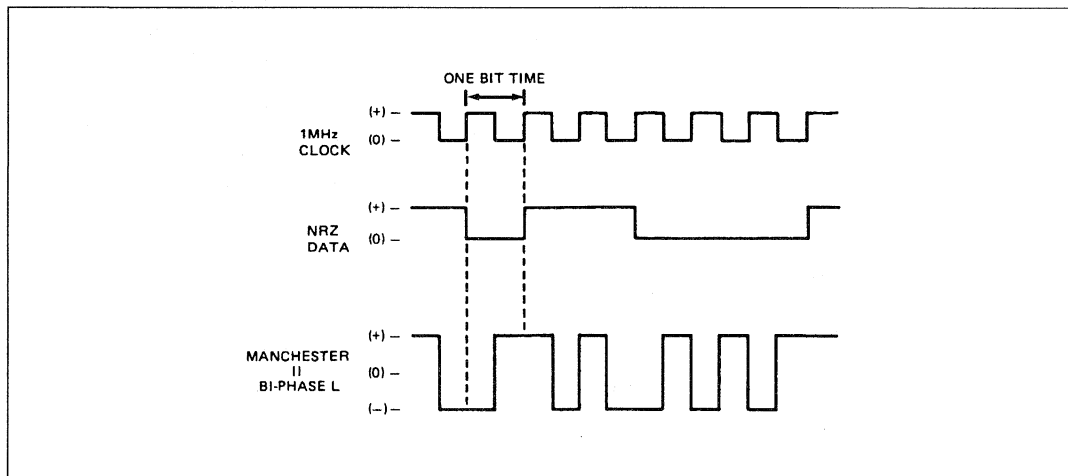 ONE BIT TIME
(+) –
1MHz
CLOCK
(0) –
(+) –
NRZ
DATA
(0) –
(+) –
MANCHESTER
II
BI-PHASE L
(0) –
(–) –